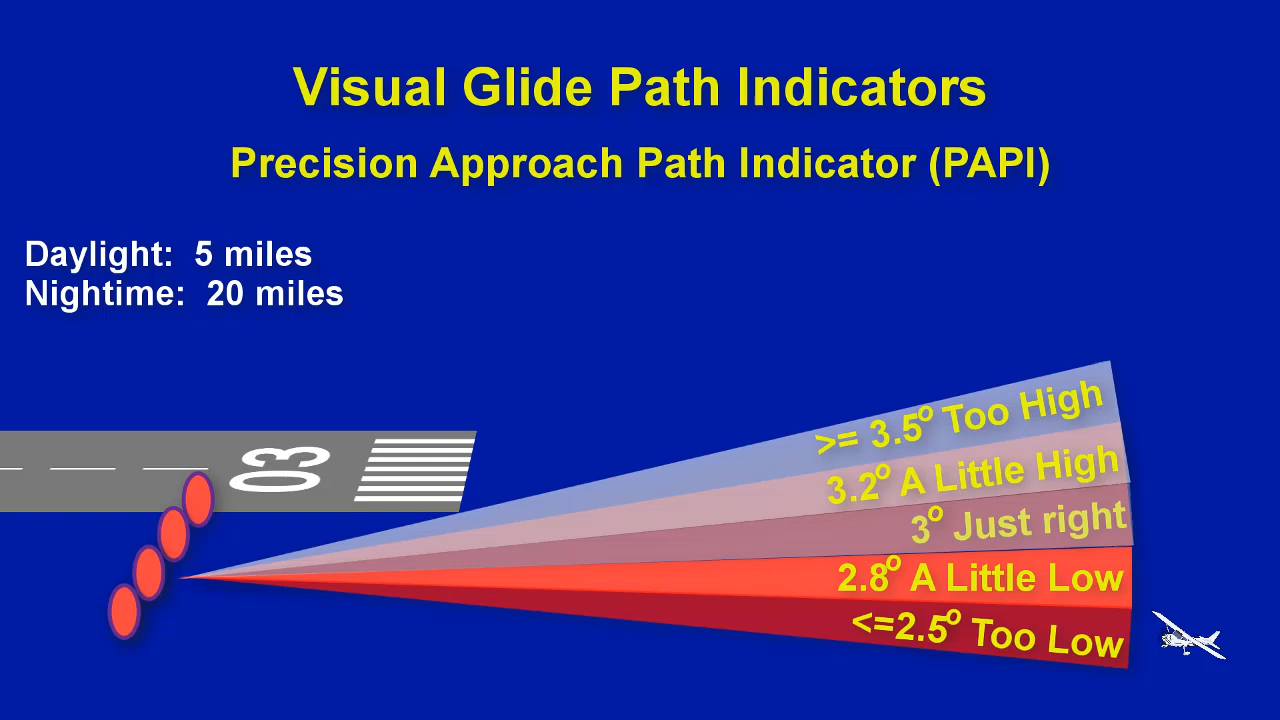 Visual Glide Path Indicators
Precision Approach Path Indicator (PAPI)
Daylight: 5 miles
Nightime: 20 miles
03
>= 3.5° Too High
3.2° A Little High
3° Just right
2.8° A Little Low
<=2.5° Too Low